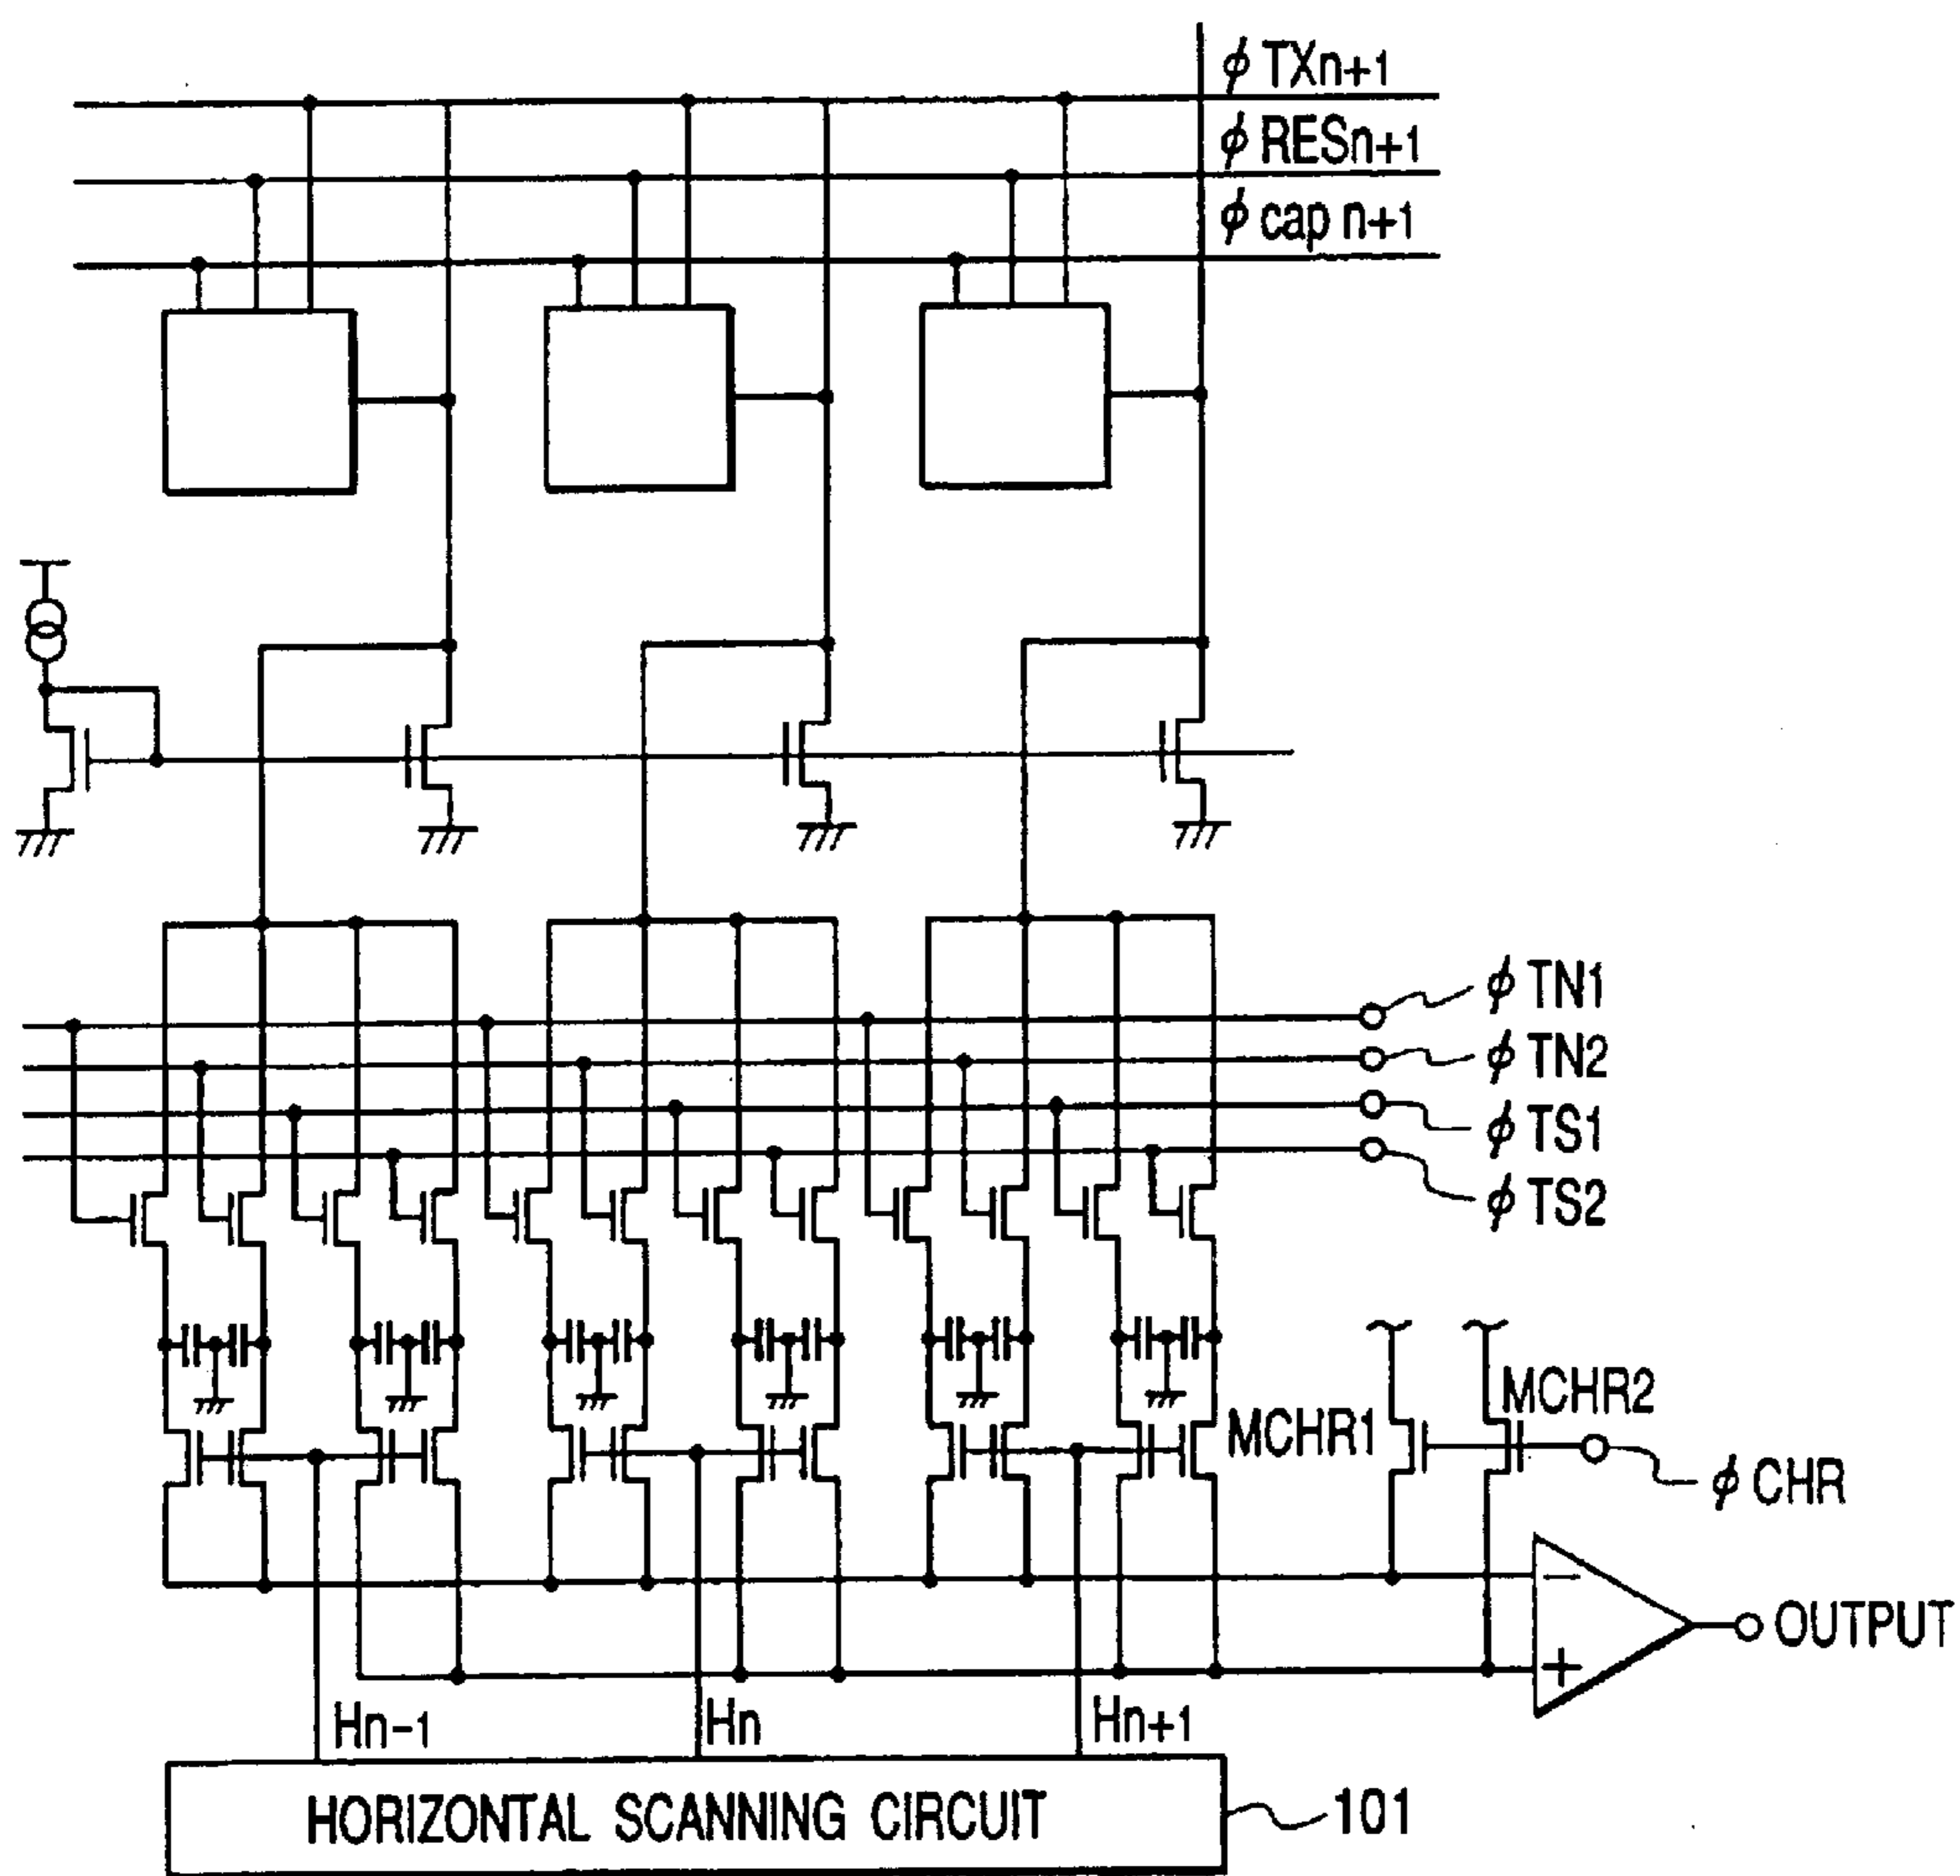 ϕ TXn+1
ϕ RESn+1
ϕ cap n+1
ϕ TN1
ϕ TN2
ϕ TS1
ϕ TS2
MCHR1
MCHR2
ϕ CHR
−
+
OUTPUT
Hn-1
Hn
Hn+1
HORIZONTAL SCANNING CIRCUIT
101